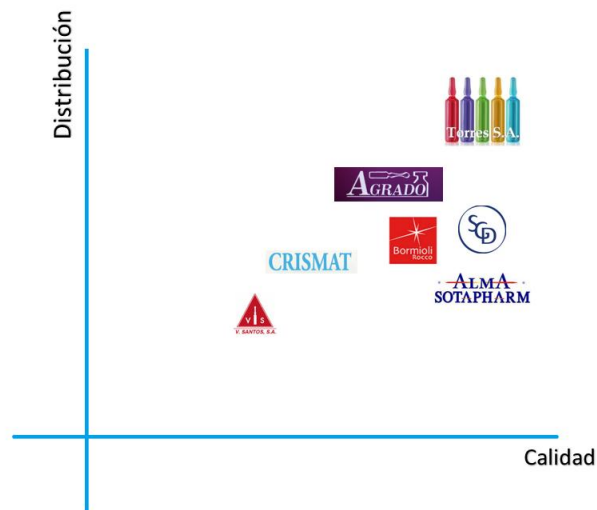 Distribución
Torres S.A.
AGRADO
SGD
Bormioli
Rocco
CRISMAT
ALMA
SOTAPHARM
V S
V. SANTOS, S.A.
Calidad